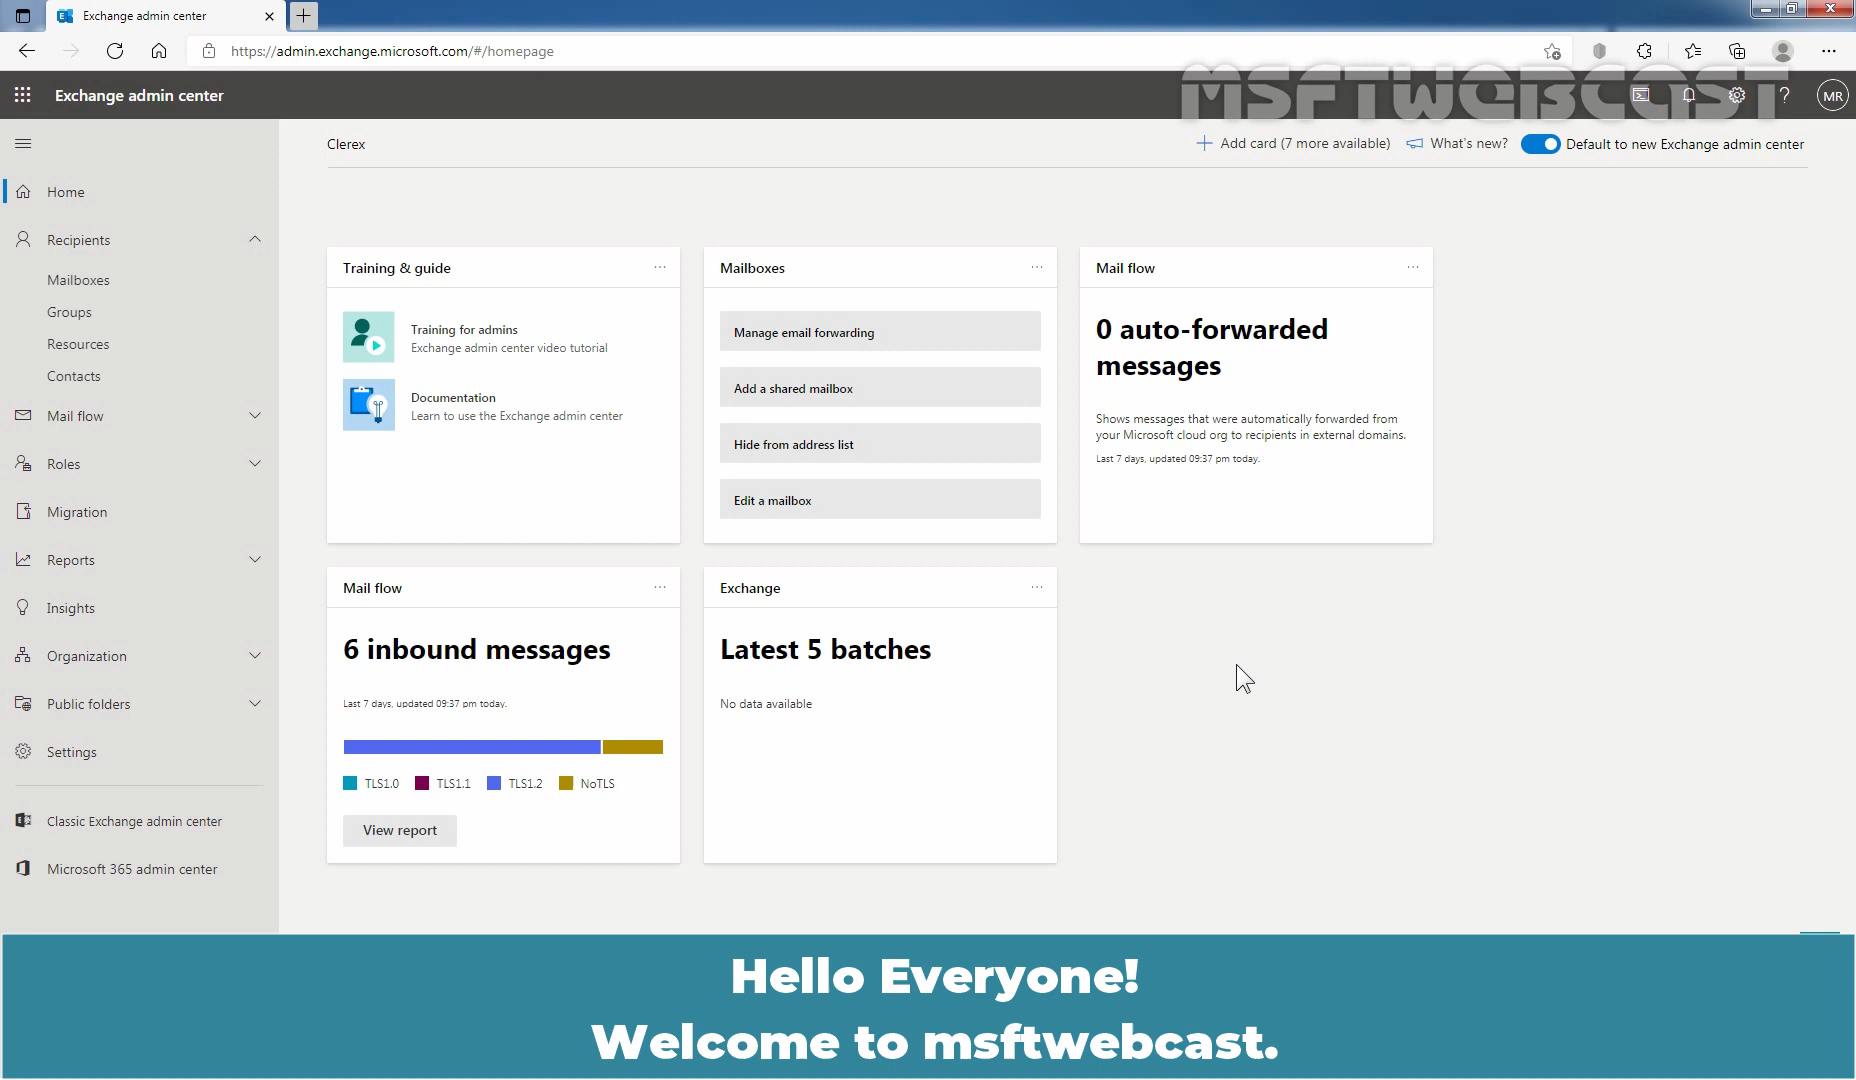 Exchange admin center
https://admin.exchange.microsoft.com/#/homepage
MSFTWEBCAST
Exchange admin center
MR
Clerex
Add card (7 more available)
What's new?
Default to new Exchange admin center
Home
Recipients
Mailboxes
Groups
Resources
Contacts
Mail flow
Roles
Migration
Reports
Insights
Organization
Public folders
Settings
Classic Exchange admin center
Microsoft 365 admin center
Training & guide
Training for admins
Exchange admin center video tutorial
Documentation
Learn to use the Exchange admin center
Mailboxes
Manage email forwarding
Add a shared mailbox
Hide from address list
Edit a mailbox
Mail flow
0 auto-forwarded
messages
Shows messages that were automatically forwarded from
your Microsoft cloud org to recipients in external domains.
Last 7 days, updated 09:37 pm today.
Mail flow
6 inbound messages
Last 7 days, updated 09:37 pm today.
TLS1.0 TLS1.1 TLS1.2 NoTLS
View report
Exchange
Latest 5 batches
No data available
Hello Everyone!
Welcome to msftwebcast.